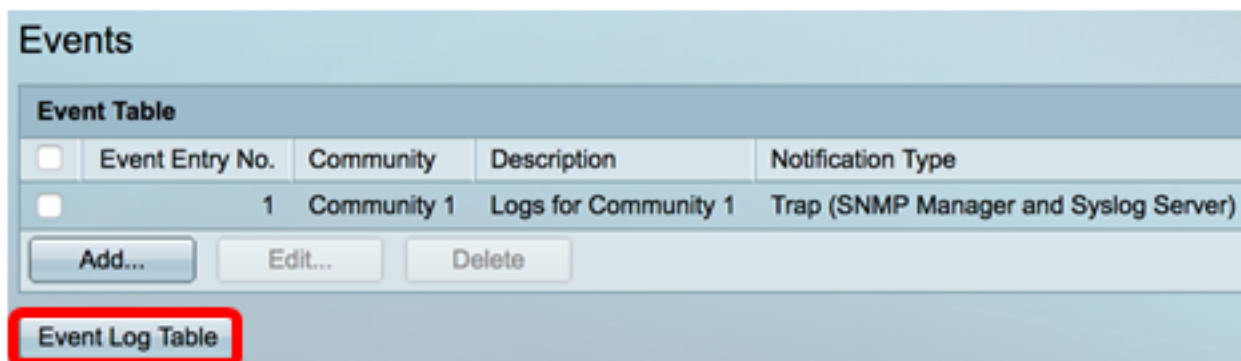 Events
Event Table
Event Entry No. Community Description Notification Type
1 Community 1 Logs for Community 1 Trap (SNMP Manager and Syslog Server)
Add... Edit... Delete
Event Log Table